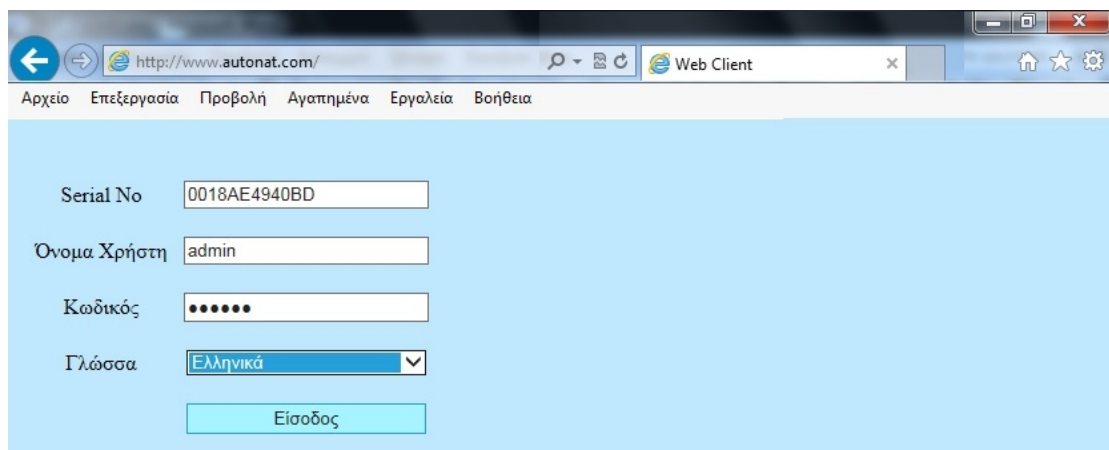 http://www.autonat.com/ Web Client
Αρχείο Επεξεργασία Προβολή Αγαπημένα Εργαλεία Βοήθεια
Serial No 0018AE4940BD
Όνομα Χρήστη admin
Κωδικός ••••••
Γλώσσα Ελληνικά
Είσοδος